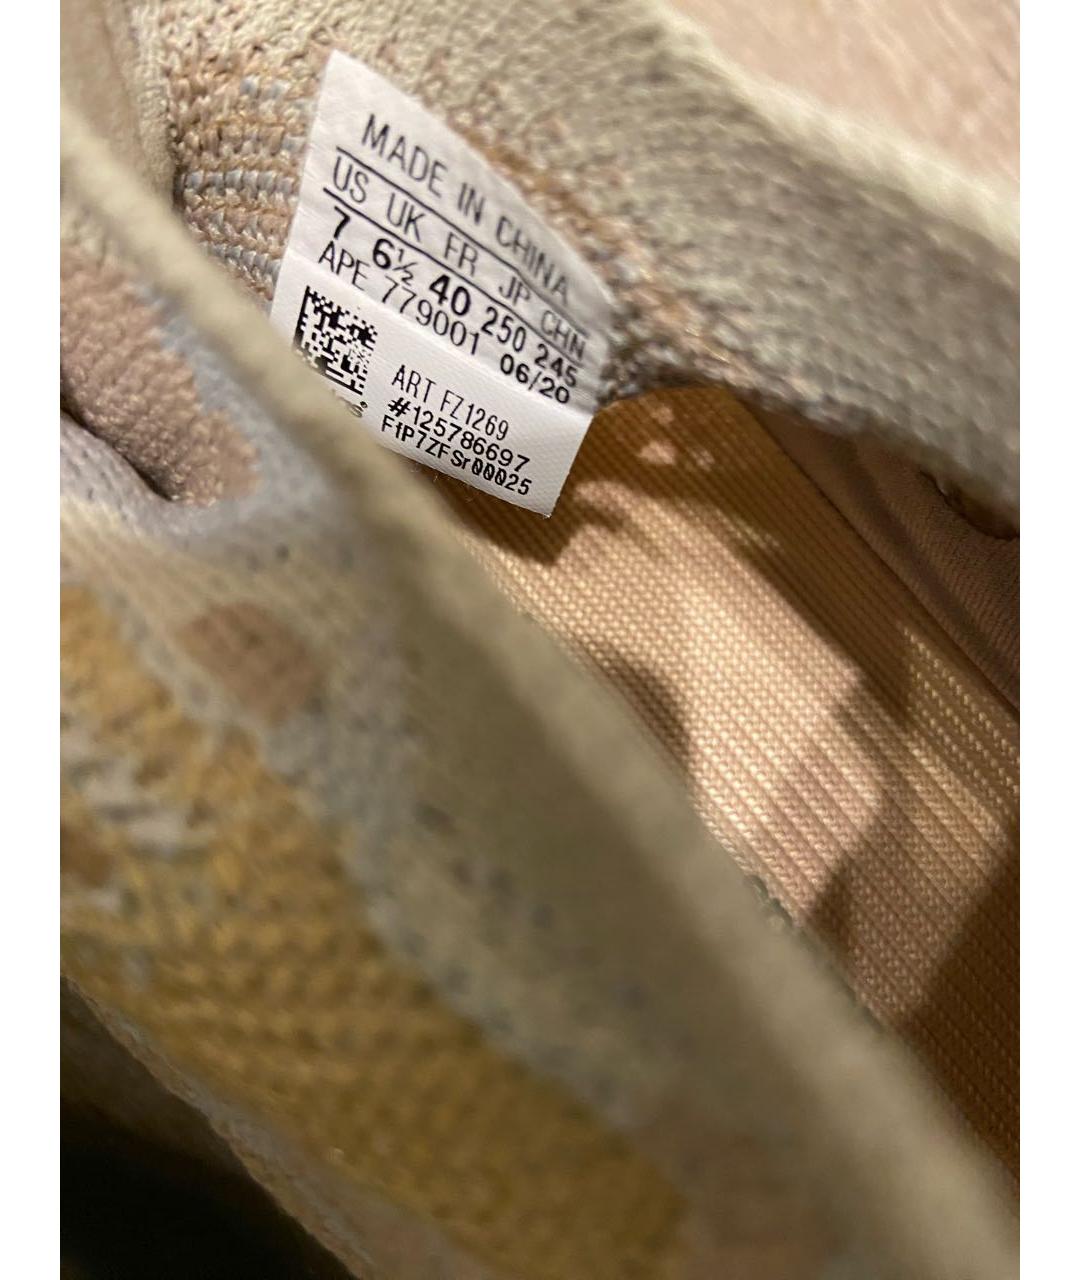 MADE IN CHINA
US UK FR JP CHN
7 6½ 40 250 245
APE 779001 06/20
ART FZ1269
#125786697
F1P7ZFSr00025